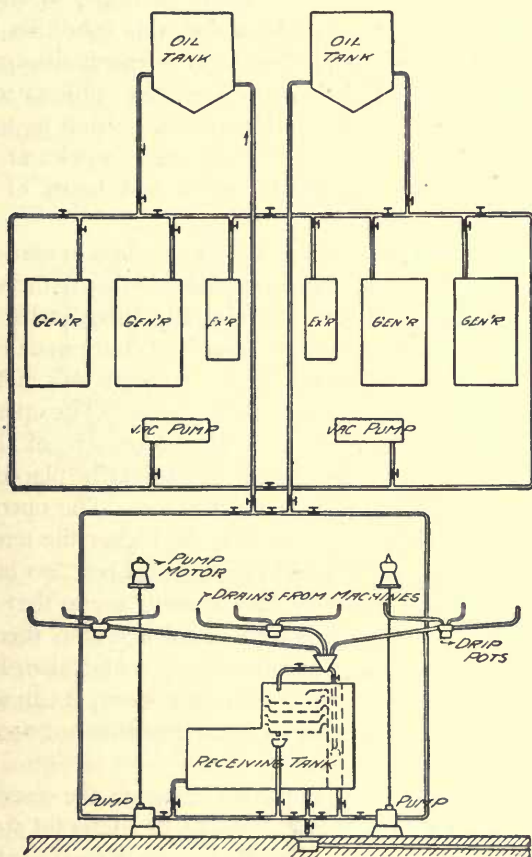 OIL
TANK
OIL
TANK
GEN'R
GEN'R
EX'R
EX'R
GEN'R
GEN'R
VAC PUMP
VAC PUMP
PUMP
MOTOR
DRAINS FROM MACHINES
DRIP
POTS
RECEIVING TANK
PUMP
PUMP